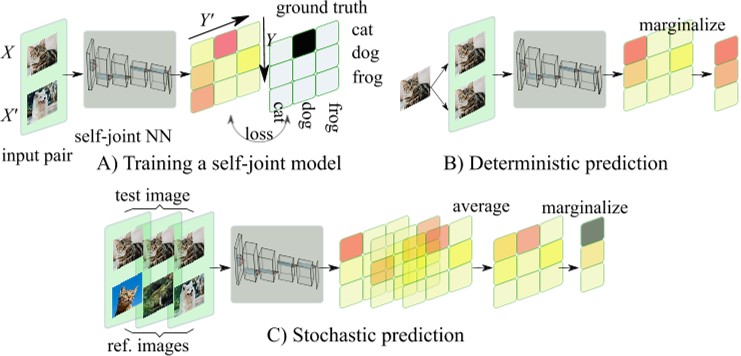 Y'
ground truth
X
Y
cat
dog
frog
X'
cat
dog
frog
self-joint NN
loss
input pair
A) Training a self-joint model
marginalize
B) Deterministic prediction
test image
average
marginalize
ref. images
C) Stochastic prediction